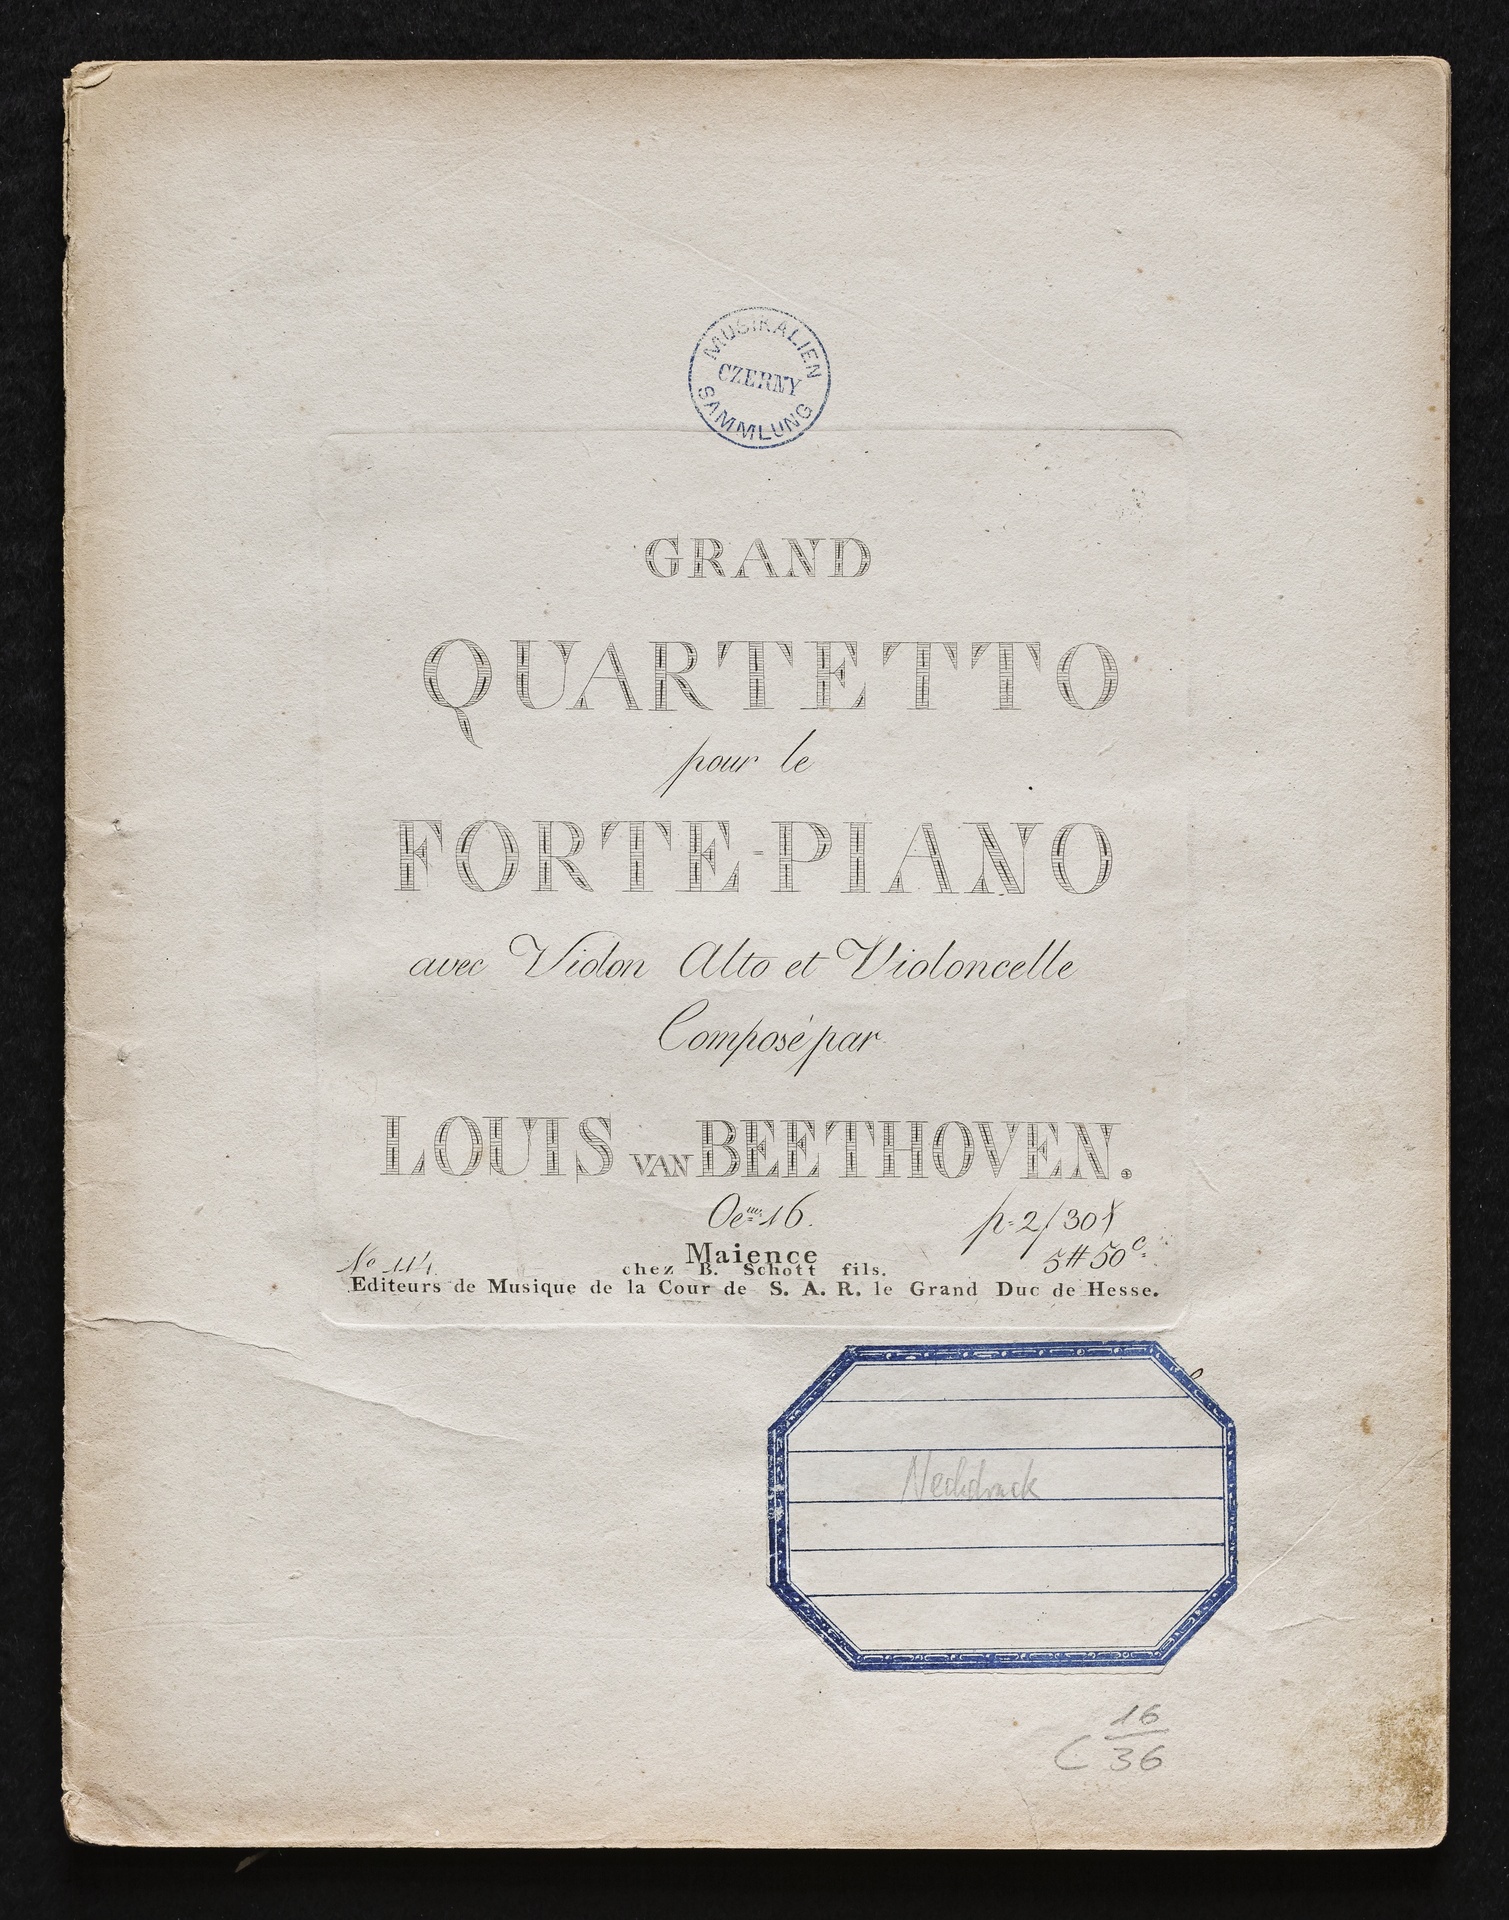 MUSIKALIEN
CZERNY
SAMMLUNG
GRAND
QUARTETTO
pour le
FORTE-PIANO
avec Violon Alto et Violoncelle
Composé par
LOUIS VAN BEETHOVEN.
Oe. 16.
No 114.
Maience
chez B. Schott fils.
5# 50c
Editeurs de Musique de la Cour de S. A. R. le Grand Duc de Hesse.
Nachdruck
C 16/36